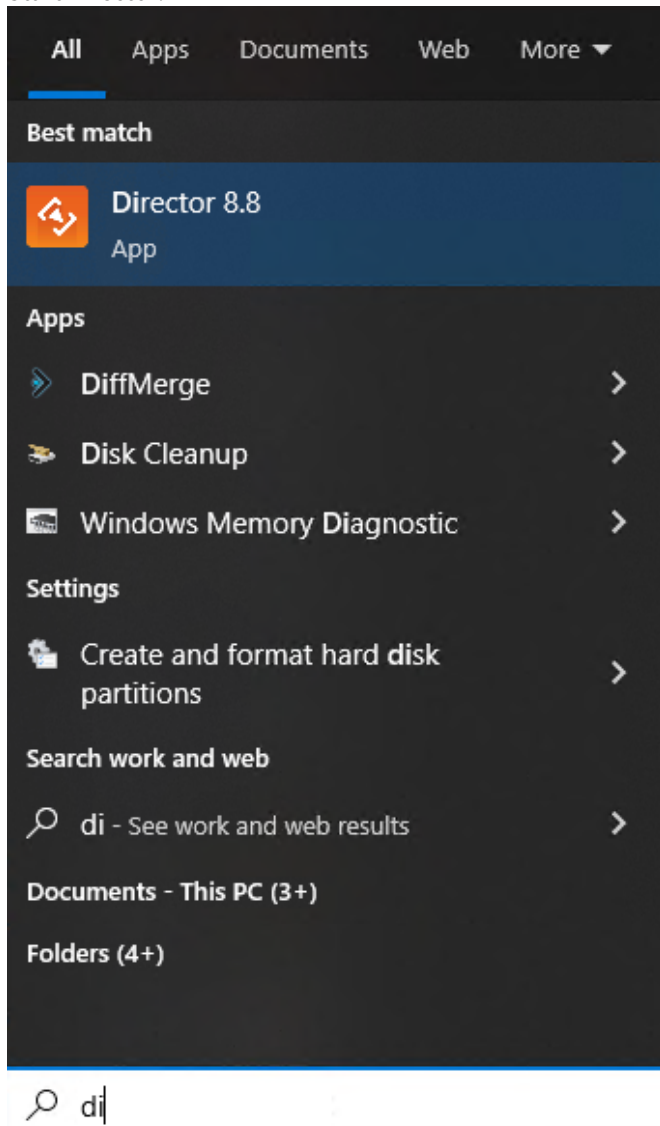 All Apps Documents Web More
Best match
Director 8.8
App
Apps
DiffMerge
Disk Cleanup
Windows Memory Diagnostic
Settings
Create and format hard disk
partitions
Search work and web
di - See work and web results
Documents - This PC (3+)
Folders (4+)
di